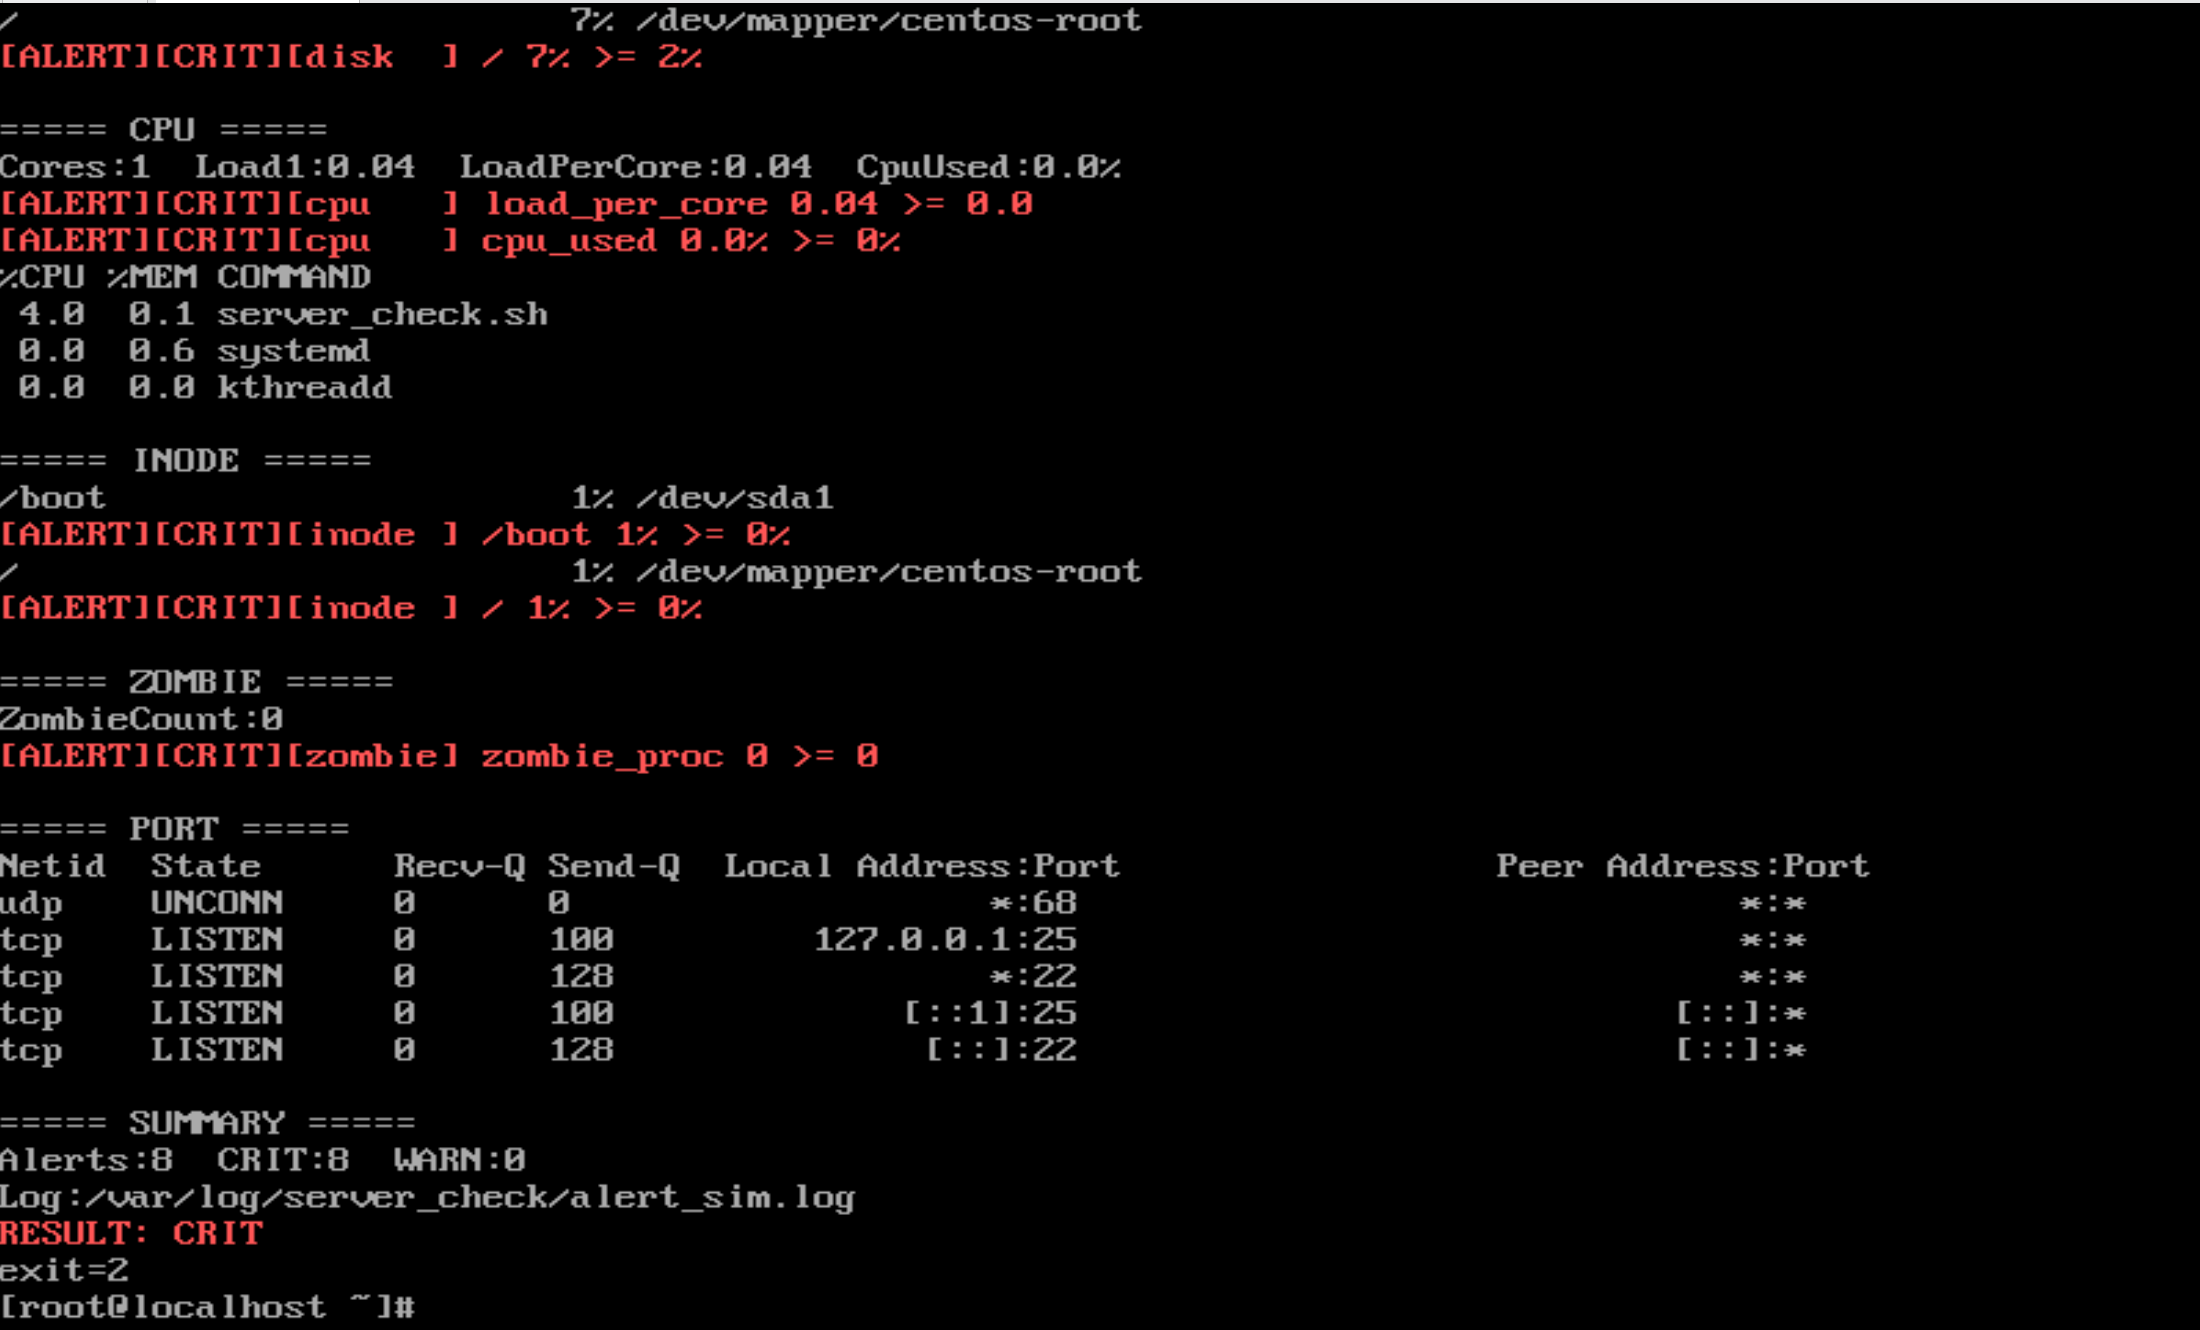 /                         7% /dev/mapper/centos-root
[ALERT][CRIT][disk  ] / 7% >= 2%
===== CPU =====
Cores:1  Load1:0.04  LoadPerCore:0.04  CpuUsed:0.0%
[ALERT][CRIT][cpu   ] load_per_core 0.04 >= 0.0
[ALERT][CRIT][cpu   ] cpu_used 0.0% >= 0%
%CPU %MEM COMMAND
 4.0  0.1 server_check.sh
 0.0  0.6 systemd
 0.0  0.0 kthreadd
===== INODE =====
/boot                     1% /dev/sda1
[ALERT][CRIT][inode ] /boot 1% >= 0%
/                         1% /dev/mapper/centos-root
[ALERT][CRIT][inode ] / 1% >= 0%
===== ZOMBIE =====
ZombieCount:0
[ALERT][CRIT][zombie] zombie_proc 0 >= 0
===== PORT =====
Netid  State      Recv-Q Send-Q  Local Address:Port                 Peer Address:Port
udp    UNCONN     0      0                   *:68                              *:*
tcp    LISTEN     0      100         127.0.0.1:25                              *:*
tcp    LISTEN     0      128                 *:22                              *:*
tcp    LISTEN     0      100             [::1]:25                           [::]:*
tcp    LISTEN     0      128              [::]:22                           [::]:*
===== SUMMARY =====
Alerts:8  CRIT:8  WARN:0
Log:/var/log/server_check/alert_sim.log
RESULT: CRIT
exit=2
[root@localhost ~]#